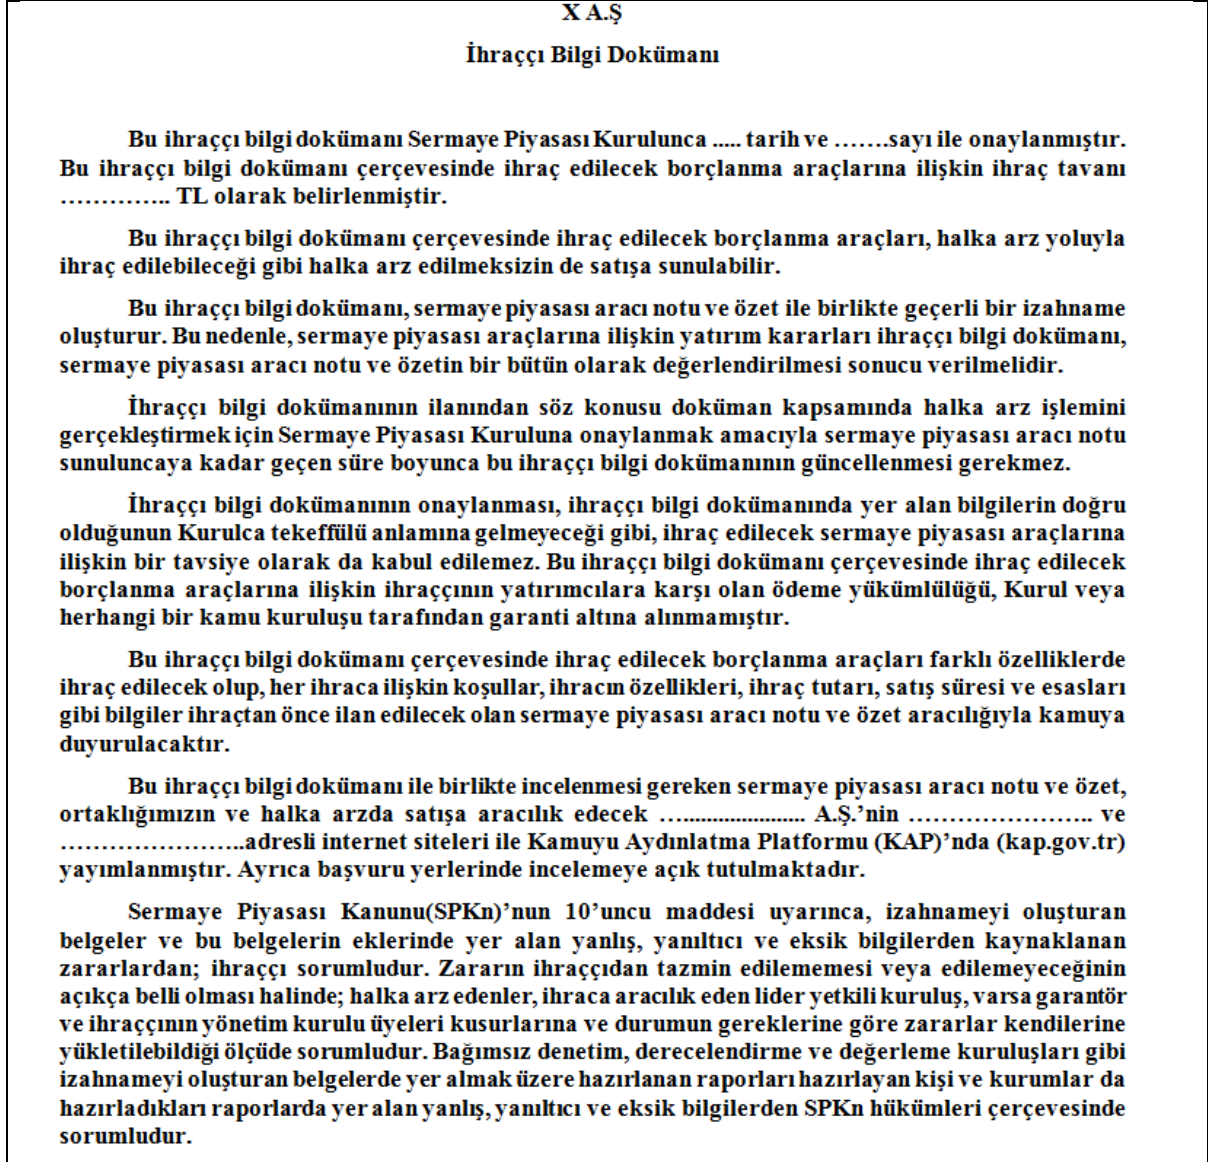 X A.Ş
İhraççı Bilgi Dokümanı
Bu ihraççı bilgi dokümanı Sermaye Piyasası Kurulunca ..... tarih ve …….sayı ile onaylanmıştır.
Bu ihraççı bilgi dokümanı çerçevesinde ihraç edilecek borçlanma araçlarına ilişkin ihraç tavanı
………….. TL olarak belirlenmiştir.
Bu ihraççı bilgi dokümanı çerçevesinde ihraç edilecek borçlanma araçları, halka arz yoluyla
ihraç edilebileceği gibi halka arz edilmeksizin de satışa sunulabilir.
Bu ihraççı bilgi dokümanı, sermaye piyasası aracı notu ve özet ile birlikte geçerli bir izahname
oluşturur. Bu nedenle, sermaye piyasası araçlarına ilişkin yatırım kararları ihraççı bilgi dokümanı,
sermaye piyasası aracı notu ve özetin bir bütün olarak değerlendirilmesi sonucu verilmelidir.
İhraççı bilgi dokümanının ilanından söz konusu doküman kapsamında halka arz işlemini
gerçekleştirmek için Sermaye Piyasası Kuruluna onaylanmak amacıyla sermaye piyasası aracı notu
sunuluncaya kadar geçen süre boyunca bu ihraççı bilgi dokümanının güncellenmesi gerekmez.
İhraççı bilgi dokümanının onaylanması, ihraççı bilgi dokümanında yer alan bilgilerin doğru
olduğunun Kurulca tekeffülü anlamına gelmeyeceği gibi, ihraç edilecek sermaye piyasası araçlarına
ilişkin bir tavsiye olarak da kabul edilemez. Bu ihraççı bilgi dokümanı çerçevesinde ihraç edilecek
borçlanma araçlarına ilişkin ihraççının yatırımcılara karşı olan ödeme yükümlülüğü, Kurul veya
herhangi bir kamu kuruluşu tarafından garanti altına alınmamıştır.
Bu ihraççı bilgi dokümanı çerçevesinde ihraç edilecek borçlanma araçları farklı özelliklerde
ihraç edilecek olup, her ihraca ilişkin koşullar, ihracın özellikleri, ihraç tutarı, satış süresi ve esasları
gibi bilgiler ihraçtan önce ilan edilecek olan sermaye piyasası aracı notu ve özet aracılığıyla kamuya
duyurulacaktır.
Bu ihraççı bilgi dokümanı ile birlikte incelenmesi gereken sermaye piyasası aracı notu ve özet,
ortaklığımızın ve halka arzda satışa aracılık edecek …..................... A.Ş.’nin ………………….. ve
…………………..adresli internet siteleri ile Kamuyu Aydınlatma Platformu (KAP)’nda (kap.gov.tr)
yayımlanmıştır. Ayrıca başvuru yerlerinde incelemeye açık tutulmaktadır.
Sermaye Piyasası Kanunu(SPKn)’nun 10’uncu maddesi uyarınca, izahnameyi oluşturan
belgeler ve bu belgelerin eklerinde yer alan yanlış, yanıltıcı ve eksik bilgilerden kaynaklanan
zararlardan; ihraççı sorumludur. Zararın ihraççıdan tazmin edilememesi veya edilemeyeceğinin
açıkça belli olması halinde; halka arz edenler, ihraca aracılık eden lider yetkili kuruluş, varsa garantör
ve ihraççının yönetim kurulu üyeleri kusurlarına ve durumun gereklerine göre zararlar kendilerine
yükletilebildiği ölçüde sorumludur. Bağımsız denetim, derecelendirme ve değerleme kuruluşları gibi
izahnameyi oluşturan belgelerde yer almak üzere hazırlanan raporları hazırlayan kişi ve kurumlar da
hazırladıkları raporlarda yer alan yanlış, yanıltıcı ve eksik bilgilerden SPKn hükümleri çerçevesinde
sorumludur.